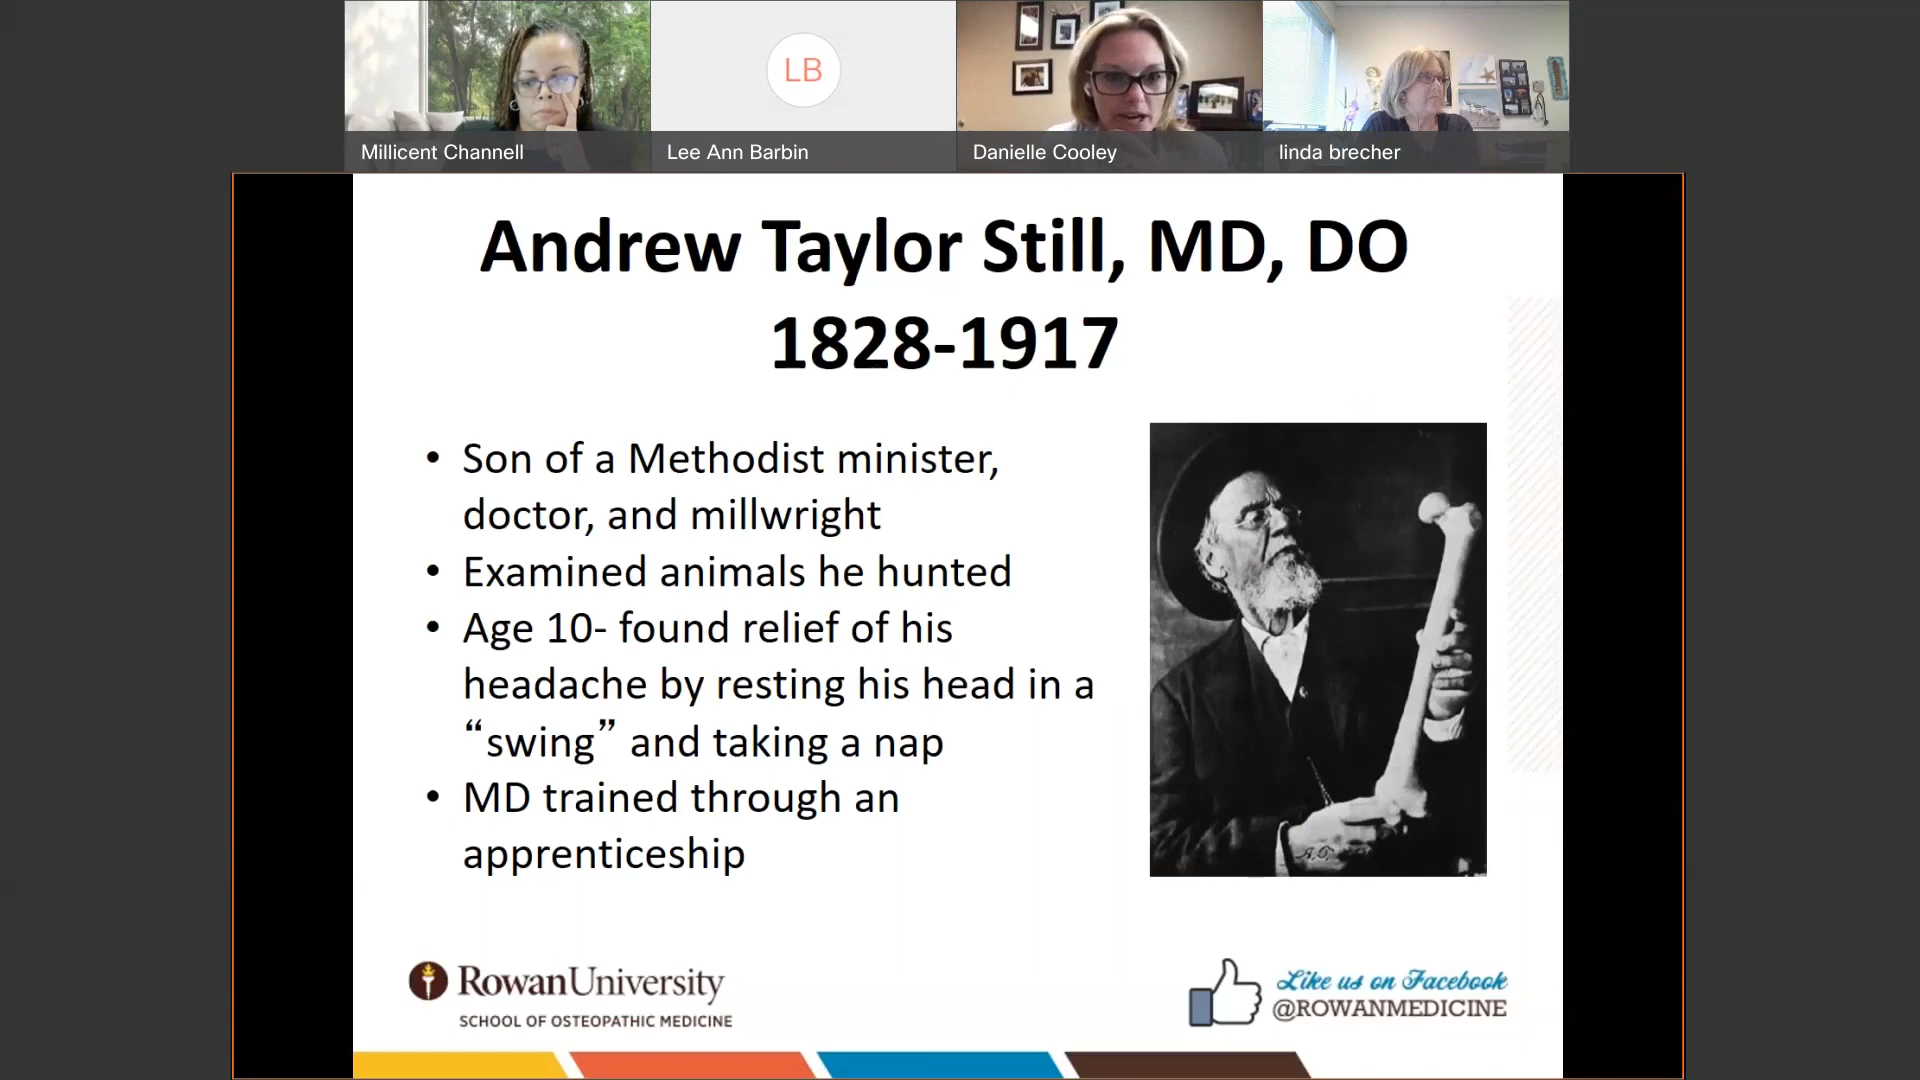 LB
Millicent Channell
Lee Ann Barbin
Danielle Cooley
linda brecher
Andrew Taylor Still, MD, DO
1828-1917
• Son of a Methodist minister,
doctor, and millwright
• Examined animals he hunted
• Age 10- found relief of his
headache by resting his head in a
“swing” and taking a nap
• MD trained through an
apprenticeship
RowanUniversity
SCHOOL OF OSTEOPATHIC MEDICINE
Like us on Facebook
@ROWANMEDICINE